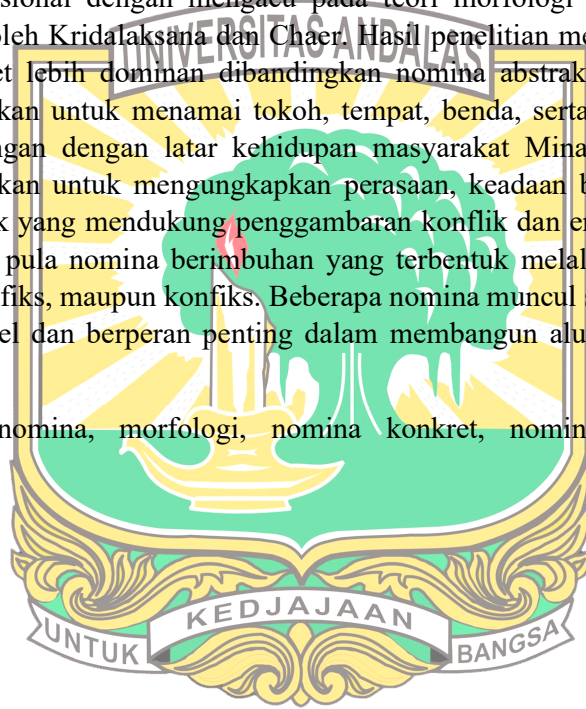 sional dengan mengacu pada teori morfologi
oleh Kridalaksana dan Chaer. Hasil penelitian me
UNIVERSITAS ANDALAS
et lebih dominan dibandingkan nomina abstrak
kan untuk menamai tokoh, tempat, benda, serta
ngan dengan latar kehidupan masyarakat Mina
kan untuk mengungkapkan perasaan, keadaan b
k yang mendukung penggambaran konflik dan e
pula nomina berimbuhan yang terbentuk melal
fiks, maupun konfiks. Beberapa nomina muncul s
el dan berperan penting dalam membangun alu
nomina, morfologi, nomina konkret, nomin
UNTUK KEDJAJAAN BANGSA